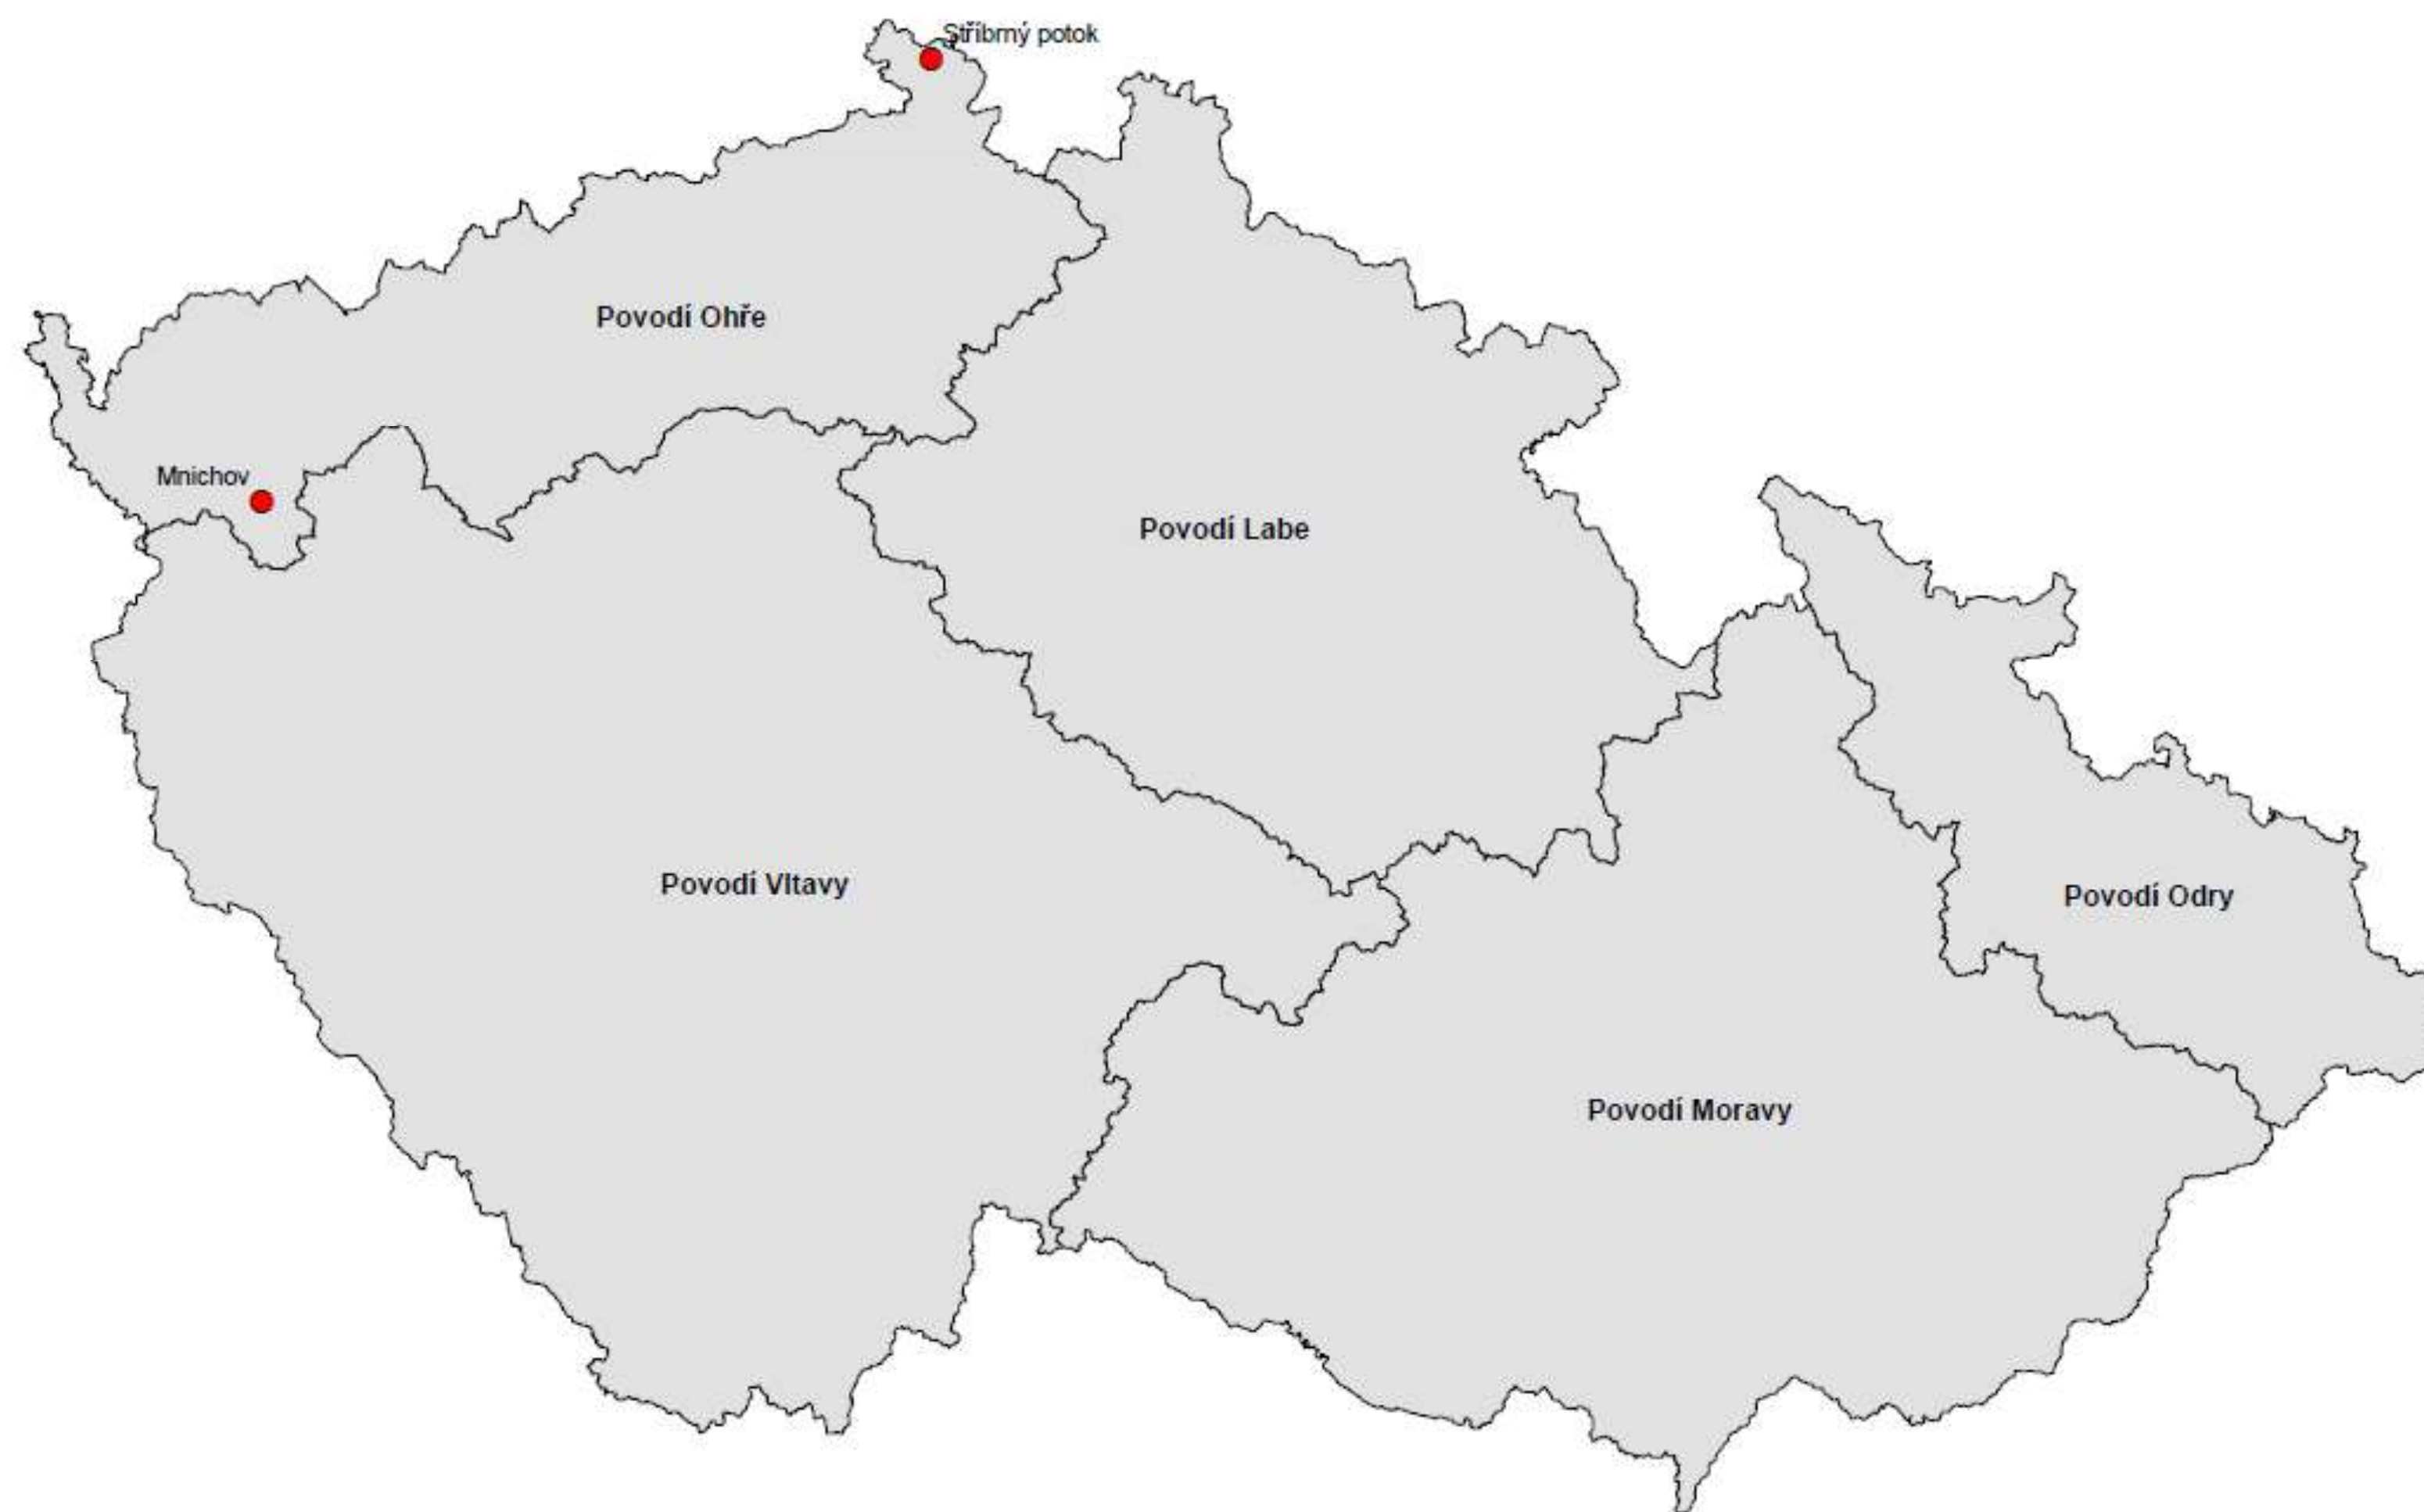 Stříbrný potok
Povodí Ohře
Mnichov
Povodí Labe
Povodí Vltavy
Povodí Odry
Povodí Moravy